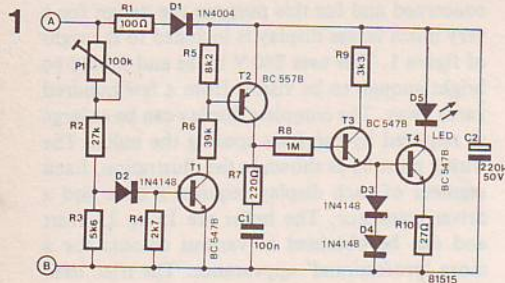 1
A
R1
100Ω
D1
1N4004
P1
100k
R5
8k2
T2
BC 557B
R9
3k3
D5
LED
R2
27k
R6
39k
R8
1M
T3
BC 547B
T4
BC 547B
C2
220µ
50V
D2
1N4148
T1
BC 547B
R7
220Ω
D3
1N4148
R3
5k6
R4
2k7
C1
100n
D4
1N4148
R10
27Ω
B
81515